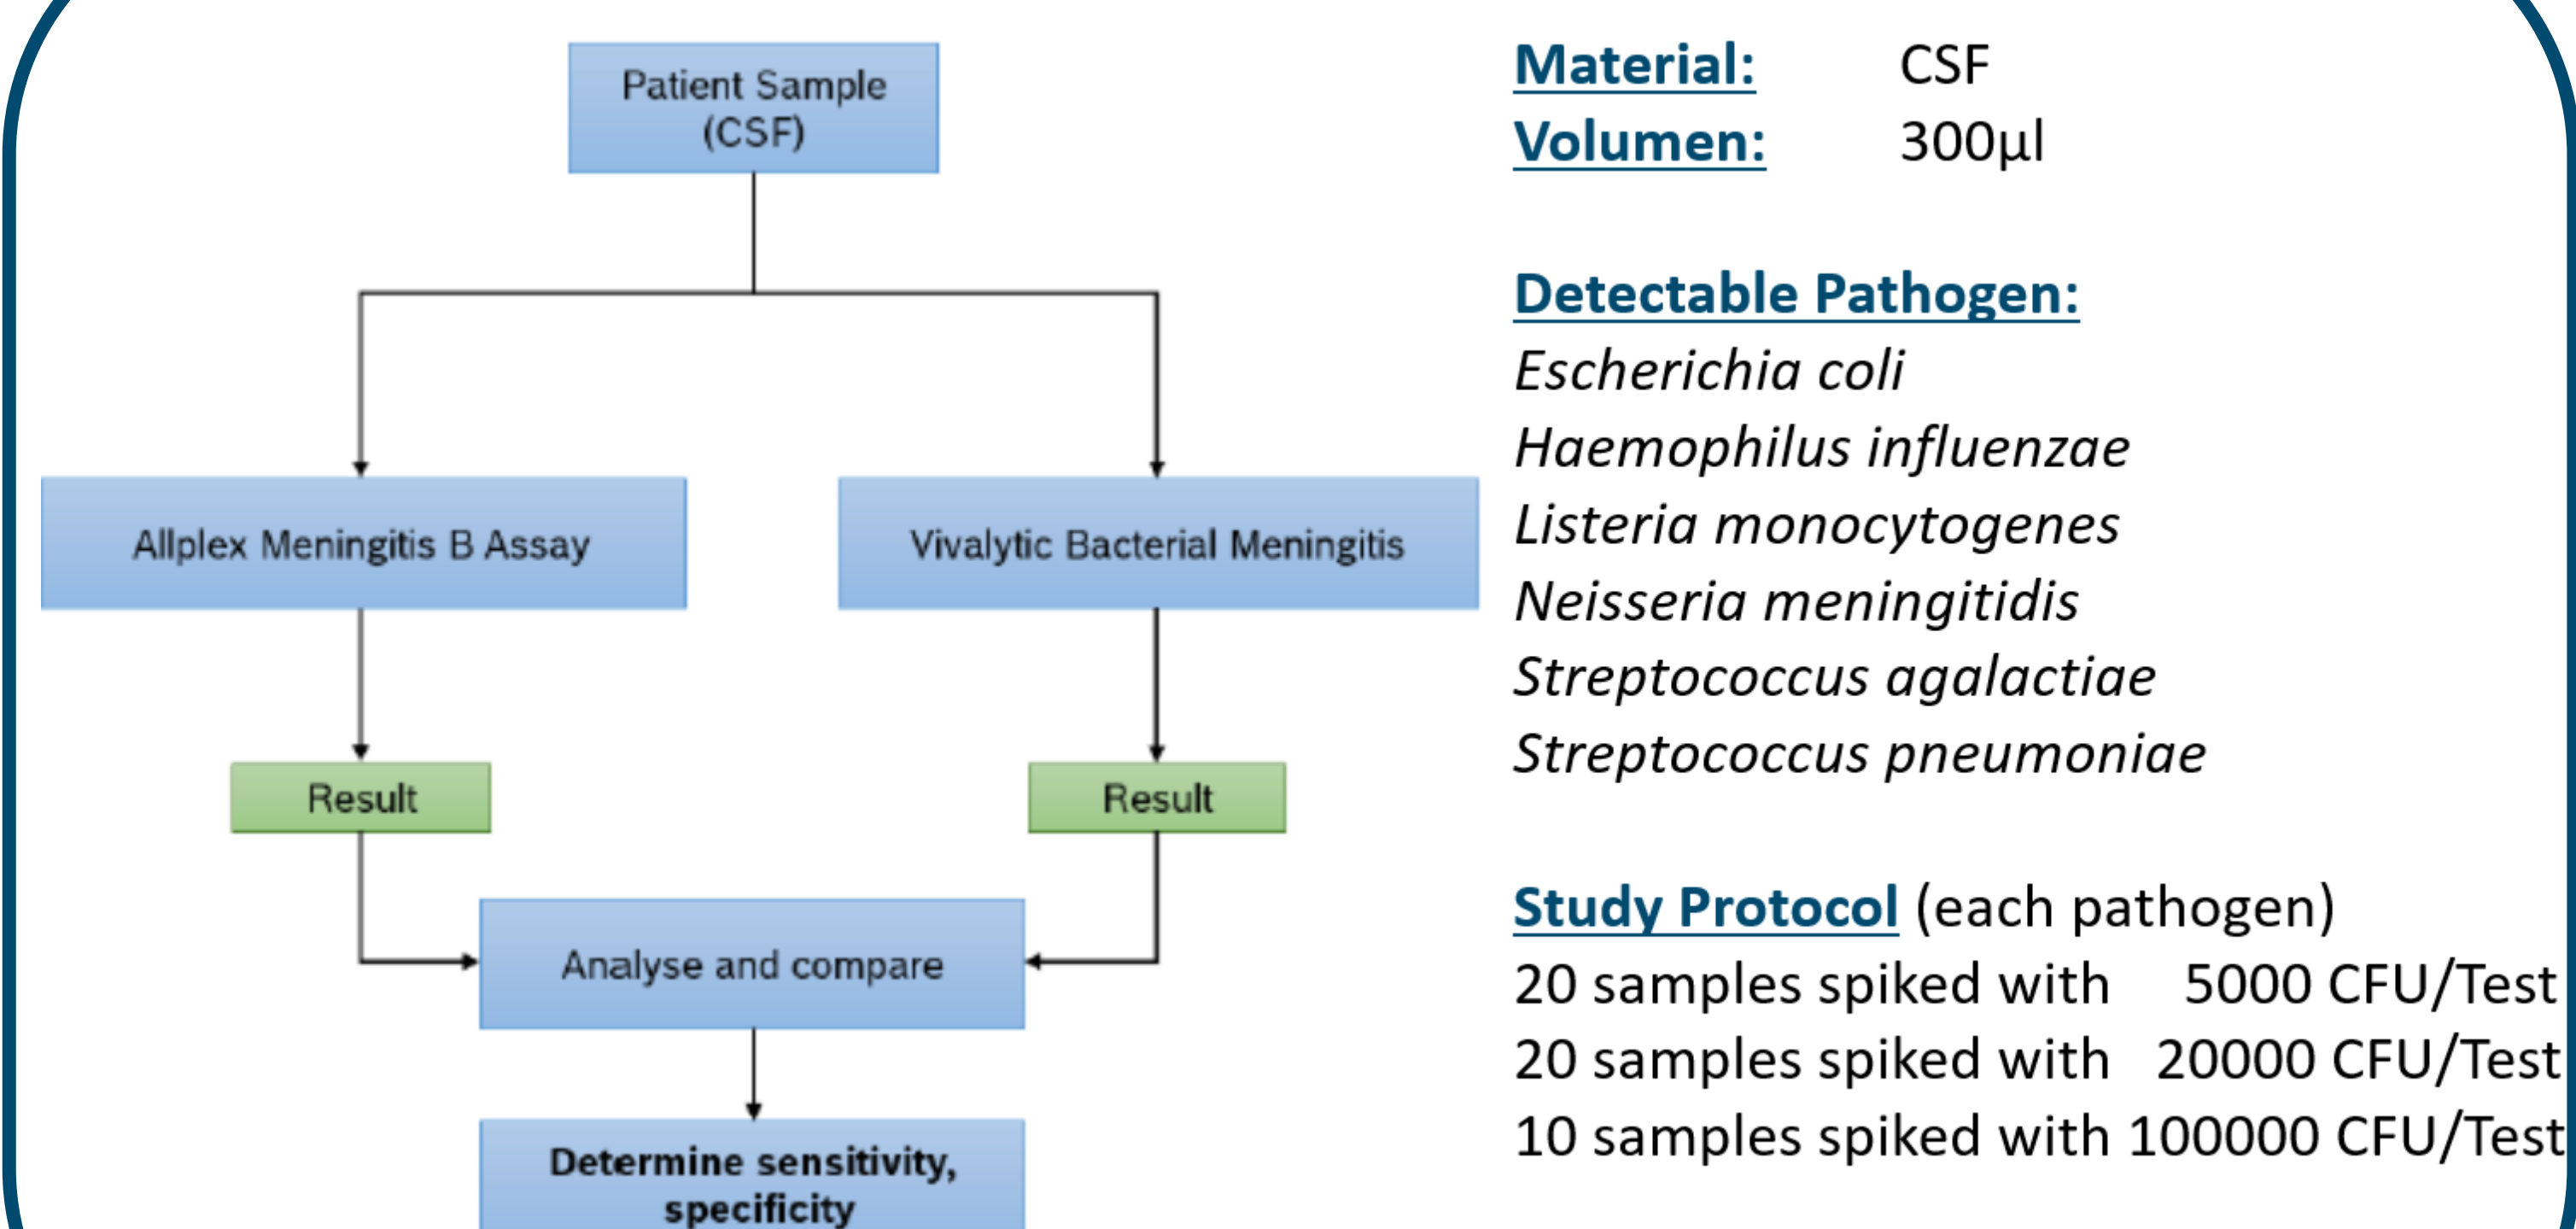 Patient Sample
(CSF)
Allplex Meningitis B Assay
Vivalytic Bacterial Meningitis
Result
Result
Analyse and compare
Determine sensitivity,
specificity
Material: CSF
Volumen: 300µl
Detectable Pathogen:
Escherichia coli
Haemophilus influenzae
Listeria monocytogenes
Neisseria meningitidis
Streptococcus agalactiae
Streptococcus pneumoniae
Study Protocol (each pathogen)
20 samples spiked with 5000 CFU/Test
20 samples spiked with 20000 CFU/Test
10 samples spiked with 100000 CFU/Test